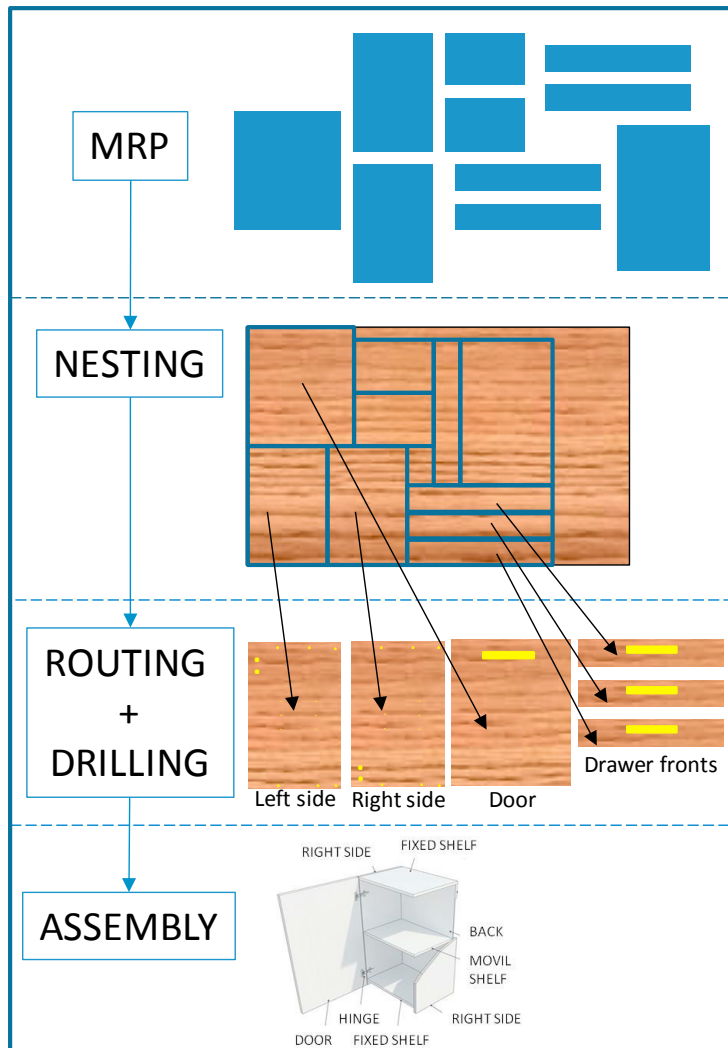 MRP
NESTING
ROUTING
+
DRILLING
Left side
Right side
Door
Drawer fronts
ASSEMBLY
RIGHT SIDE
FIXED SHELF
BACK
MOVIL
SHELF
HINGE
RIGHT SIDE
DOOR
FIXED SHELF